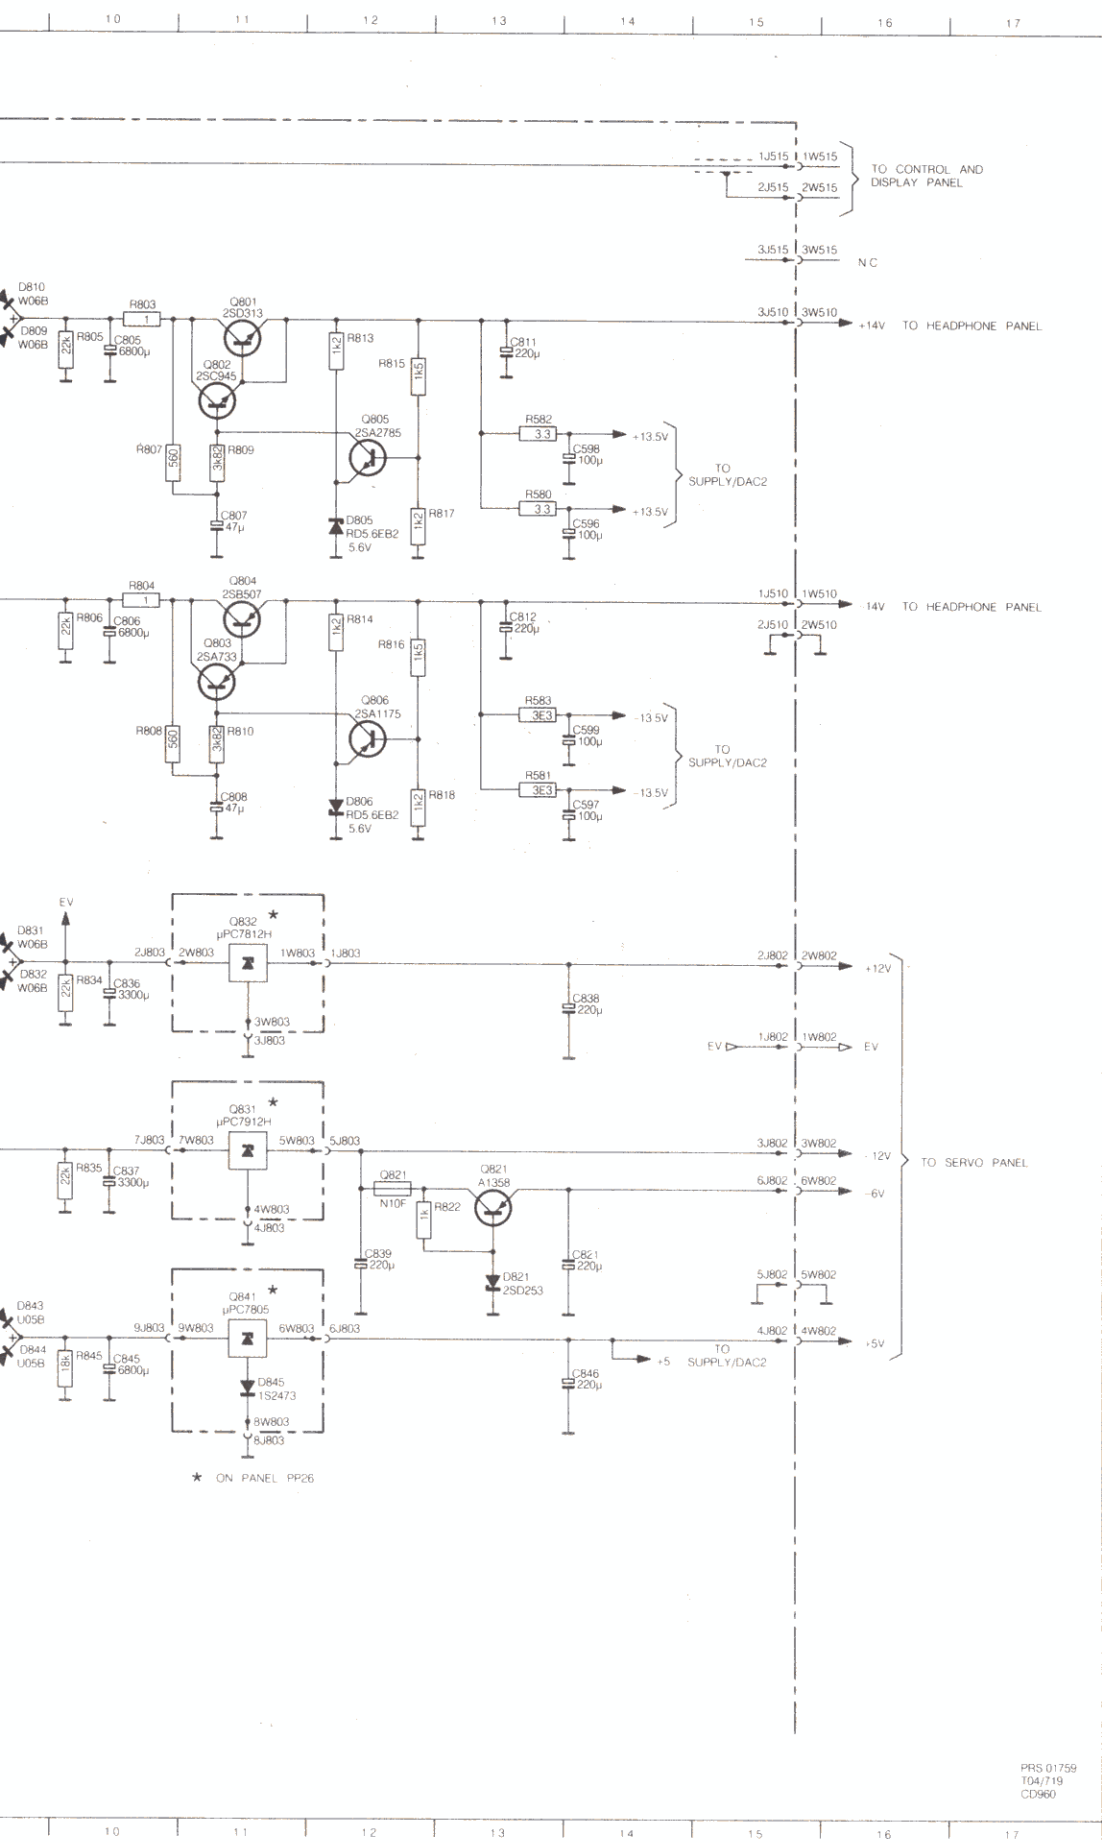 10 11 12 13 14 15 16 17
1J515 1W515
TO CONTROL AND
DISPLAY PANEL
2J515 2W515
3J515 3W515
NC
D810
W06B
R803
1
Q801
2SD313
3J510 3W510
+14V TO HEADPHONE PANEL
D809
W06B
22k
R805
C805
6800µ
R813
1k2
R815
1k5
C811
220µ
Q802
2SC945
Q805
2SA2785
R582
3.3
+13.5V
R807
560
3k82
R809
C598
100µ
TO
SUPPLY/DAC2
R580
3.3
+13.5V
C807
47µ
D805
RD5.6EB2
5.6V
1k2
R817
C596
100µ
R804
1
Q804
2SB507
1J510 1W510
14V TO HEADPHONE PANEL
22k
R806
C806
6800µ
1k2
R814
R816
1k5
C812
220µ
2J510 2W510
Q803
2SA733
Q806
2SA1175
R583
3E3
-13.5V
R808
560
3k82
R810
C599
100µ
TO
SUPPLY/DAC2
R581
3E3
-13.5V
C808
47µ
D806
RD5.6EB2
5.6V
1k2
R818
C597
100µ
EV
D831
W06B
Q832
µPC7812H
*
2J803 2W803
1W803 1J803
2J802 2W802
+12V
D832
W06B
22k
R834
C836
3300µ
C838
220µ
3W803
3J803
EV
1J802 1W802
EV
Q831
µPC7912H
*
7J803 7W803
5W803 5J803
3J802 3W802
12V
TO SERVO PANEL
22k
R835
C837
3300µ
Q821
N10F
Q821
A1358
6J802 6W802
-6V
4W803
4J803
1k
R822
C839
220µ
D821
2SD253
C821
220µ
5J802 5W802
D843
U05B
Q841
µPC7805
*
9J803 9W803
6W803 6J803
4J802 4W802
+5V
D844
U05B
18k
R845
C845
6800µ
+5
TO
SUPPLY/DAC2
D845
1S2473
C846
220µ
8W803
8J803
* ON PANEL PP26
PRS 01759
T04/719
CD960
10 11 12 13 14 15 16 17